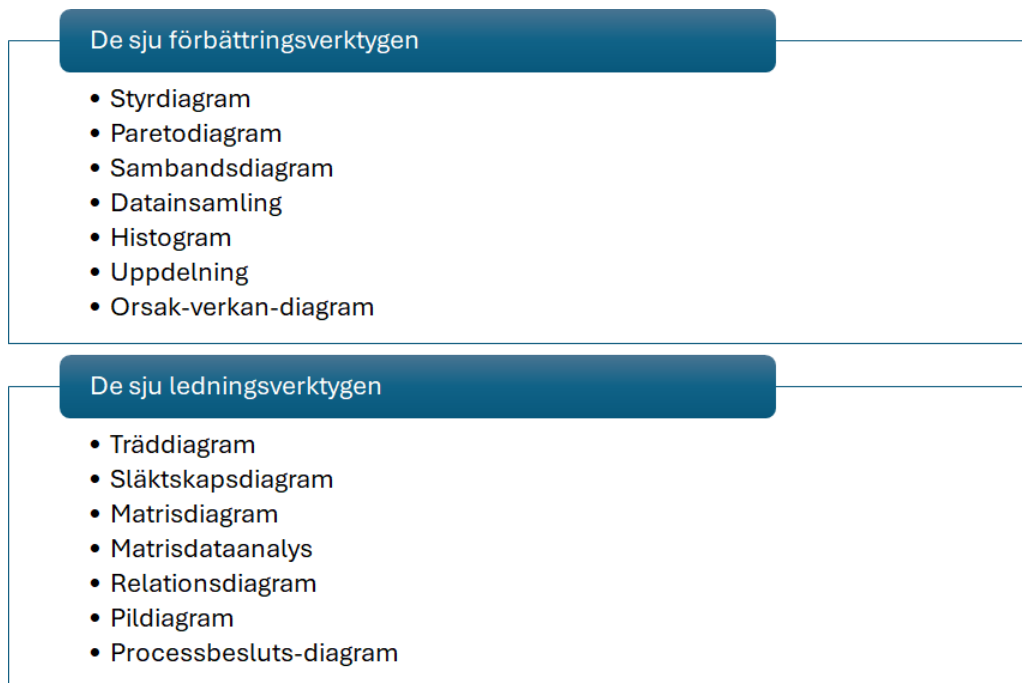 De sju förbättringsverktygen
• Styrdiagram
• Paretodiagram
• Sambandsdiagram
• Datainsamling
• Histogram
• Uppdelning
• Orsak-verkan-diagram
De sju ledningsverktygen
• Träddiagram
• Släktskapsdiagram
• Matrisdiagram
• Matrisdataanalys
• Relationsdiagram
• Pildiagram
• Processbesluts-diagram